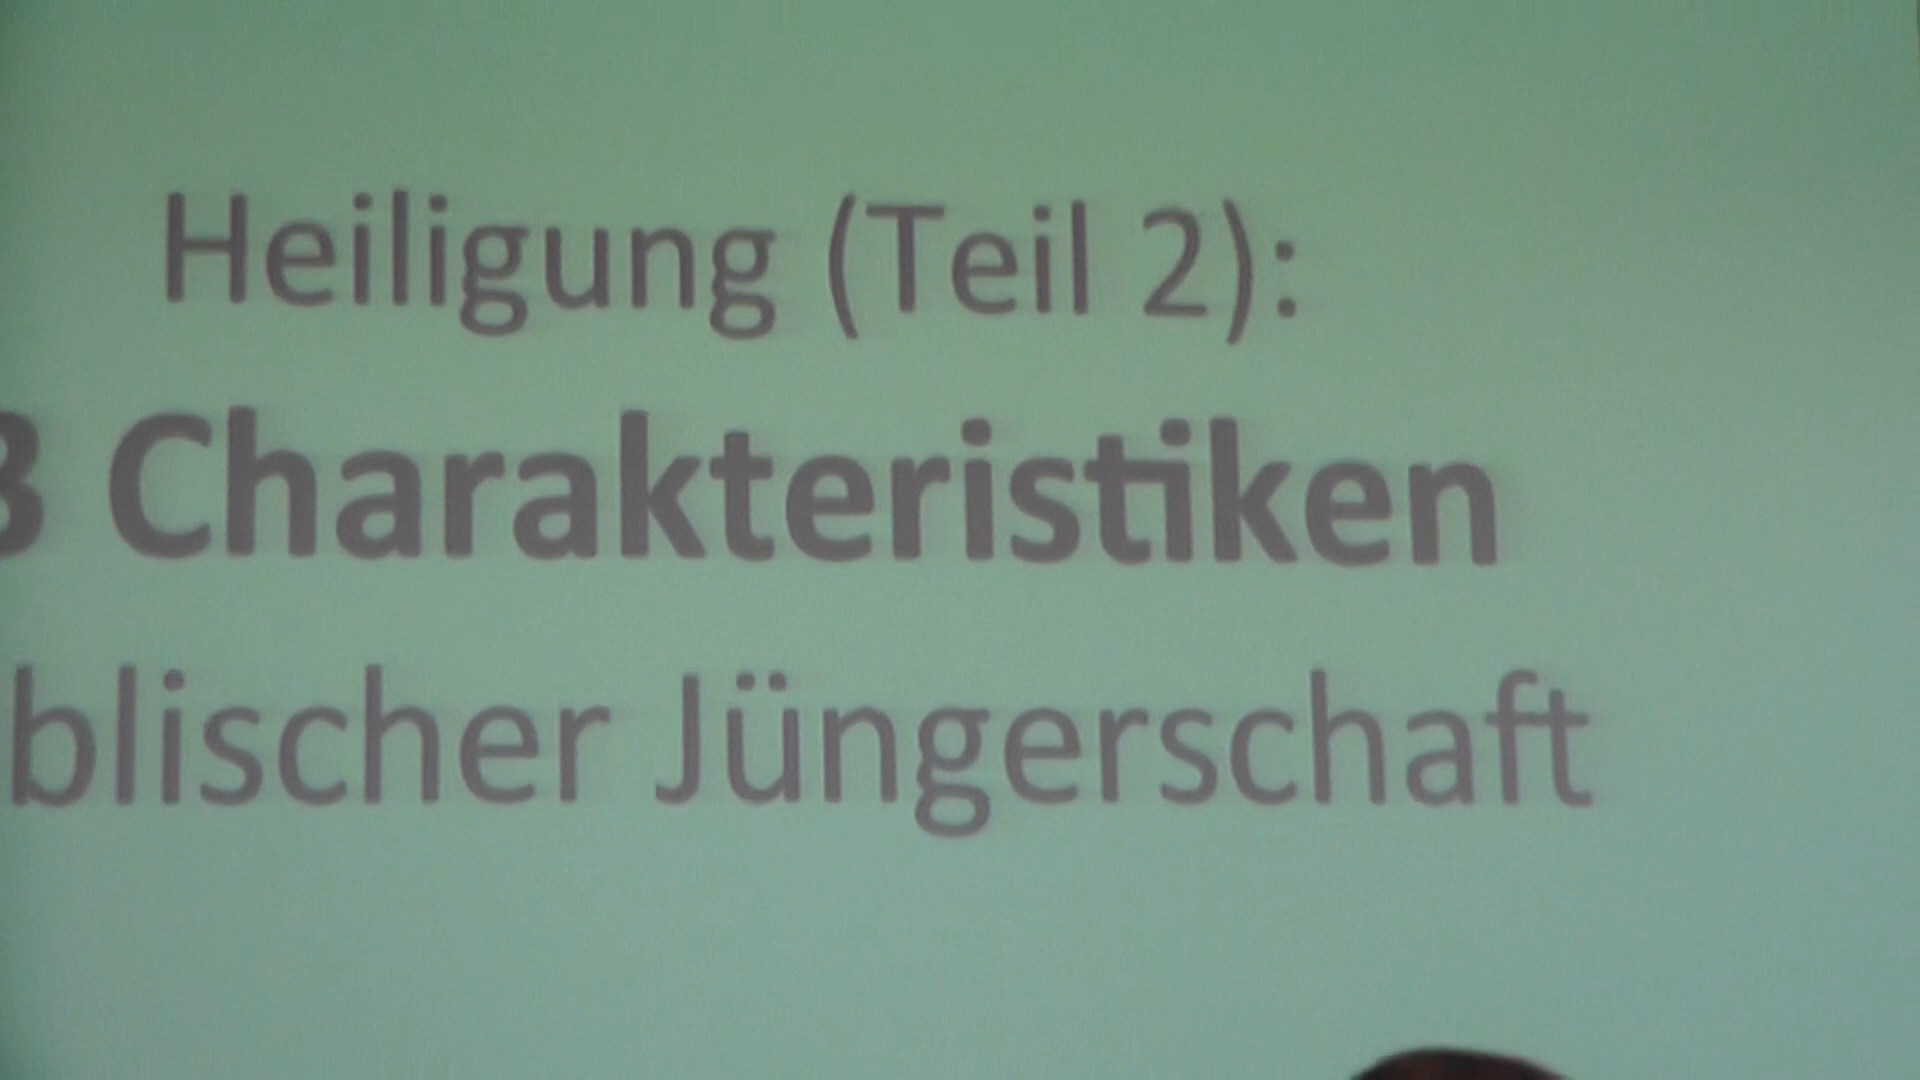 Heiligung (Teil 2):
3 Charakteristiken
blischer Jüngerschaft